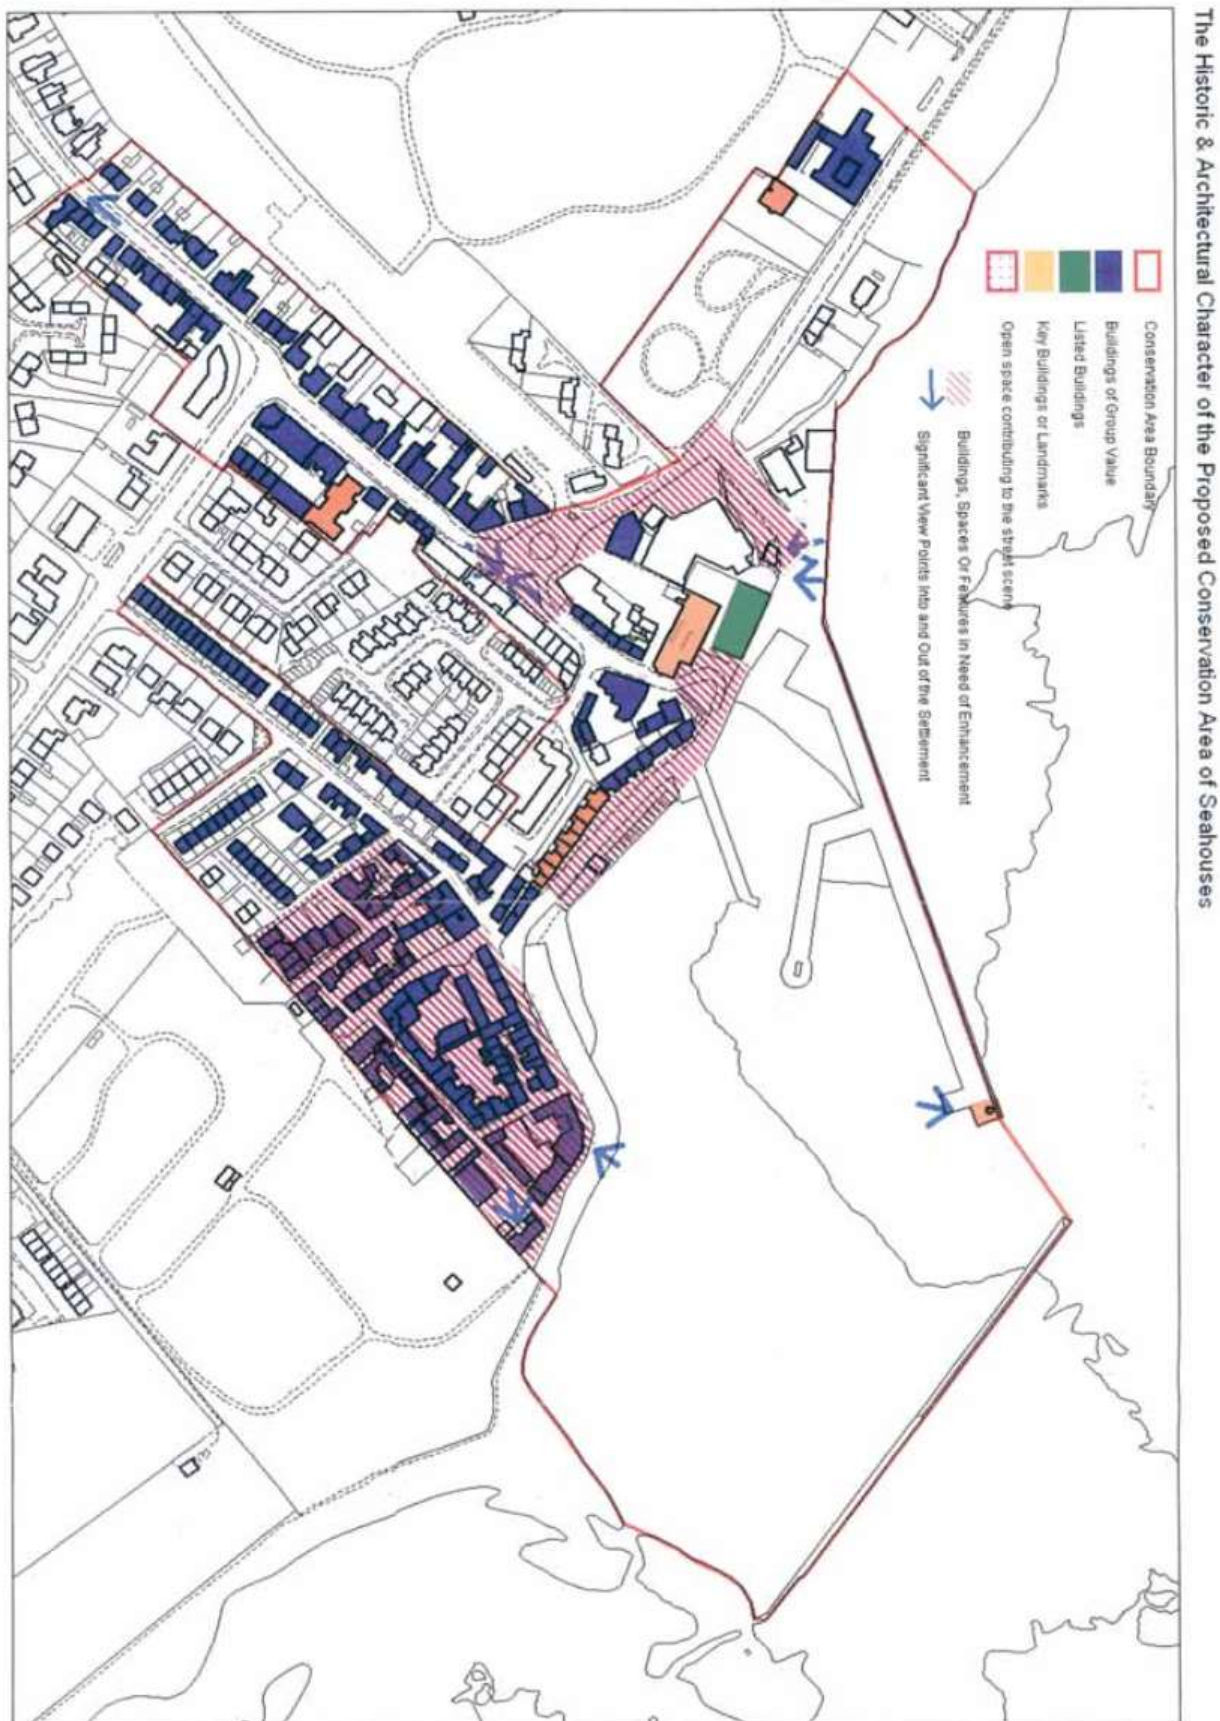 The Historic & Architectural Character of the Proposed Conservation Area of Seahouses
Conservation Area Boundary
Buildings of Group Value
Listed Buildings
Key Buildings or Landmarks
Open space contributing to the street scene
Buildings, Spaces Or Features in Need of Enhancement
Significant View Points Into and Out of the Settlement